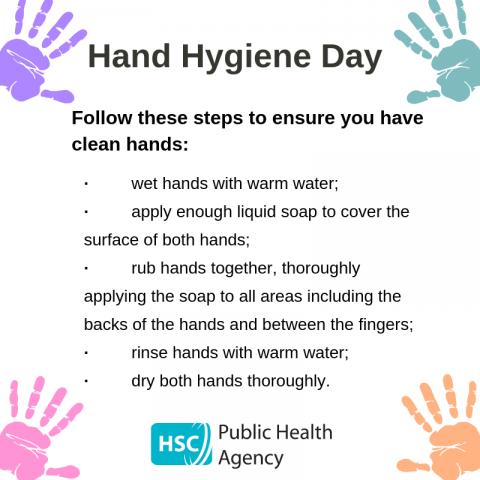 Hand Hygiene Day
Follow these steps to ensure you have
clean hands:
· wet hands with warm water;
· apply enough liquid soap to cover the
surface of both hands;
· rub hands together, thoroughly
applying the soap to all areas including the
backs of the hands and between the fingers;
· rinse hands with warm water;
· dry both hands thoroughly.
HSC Public Health
Agency